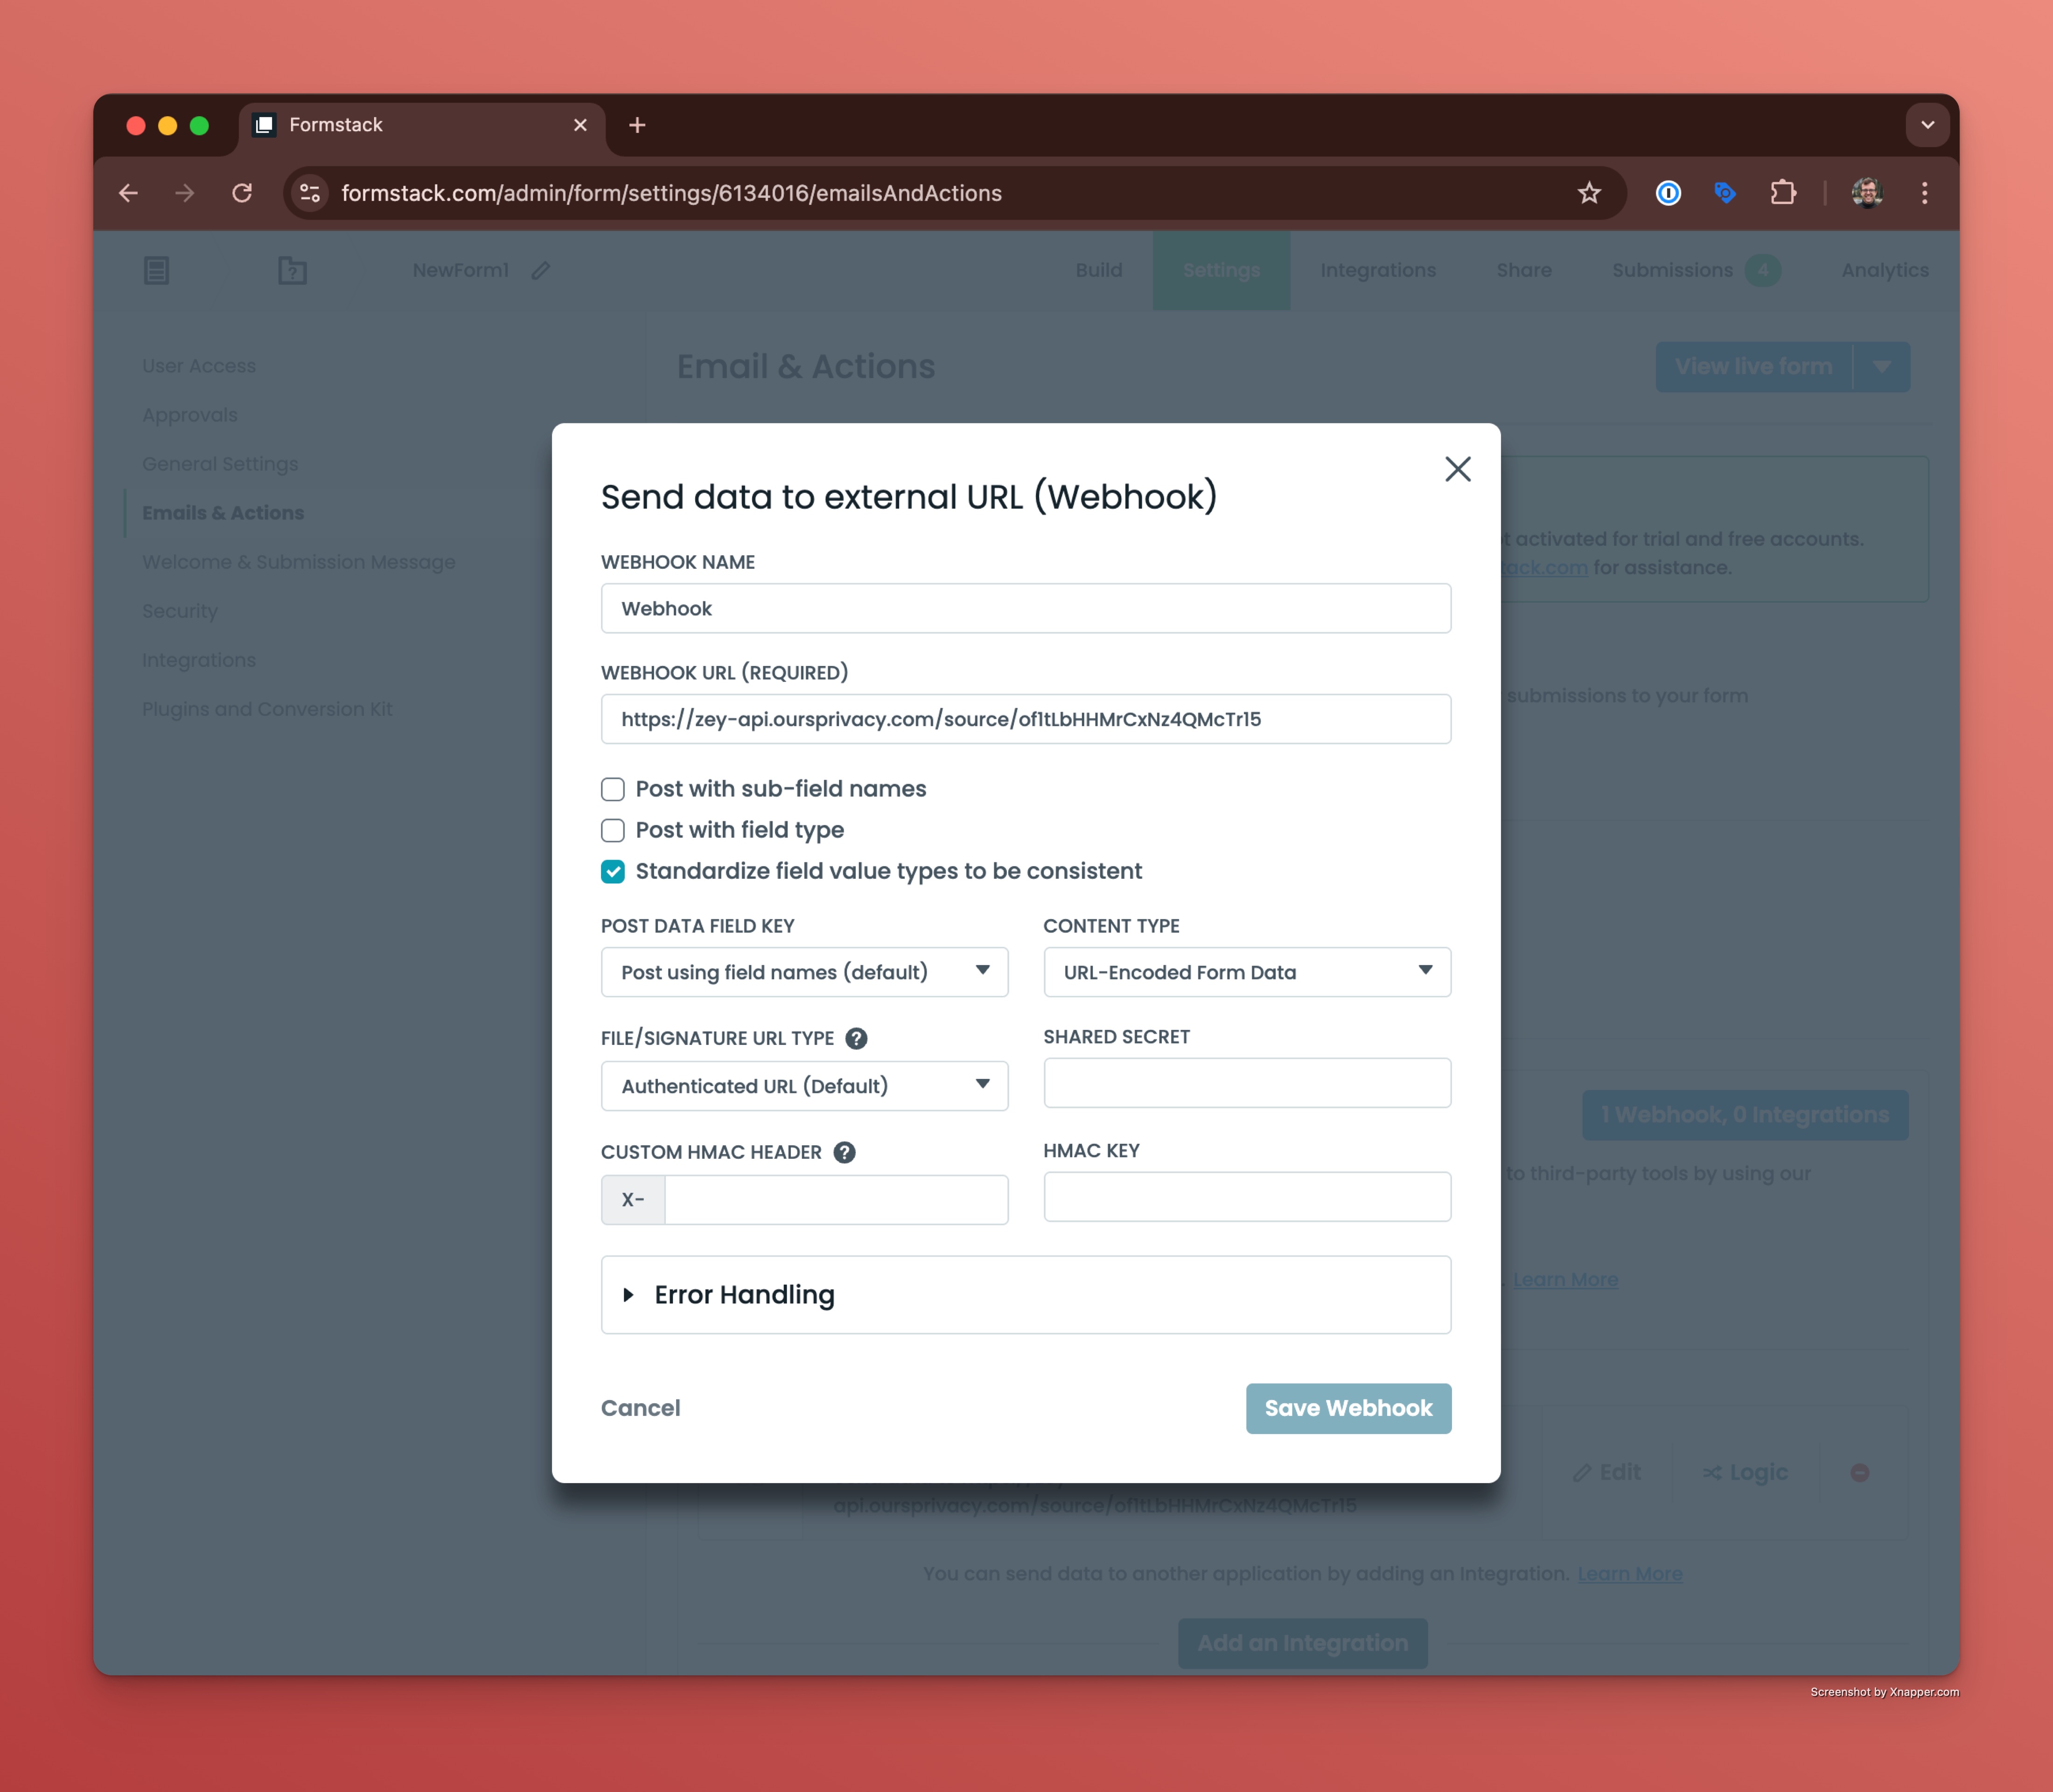 Formstack
formstack.com/admin/form/settings/6134016/emailsAndActions
NewForm1
Build
Settings
Integrations
Share
Submissions 4
Analytics
User Access
Approvals
General Settings
Emails & Actions
Welcome & Submission Message
Security
Integrations
Plugins and Conversion Kit
Email & Actions
View live form
activated for trial and free accounts.
for assistance.
submissions to your form
1 Webhook, 0 Integrations
to third-party tools by using our
Learn More
Send data to external URL (Webhook)
WEBHOOK NAME
Webhook
WEBHOOK URL (REQUIRED)
https://zey-api.oursprivacy.com/source/of1tLbHHMrCxNz4QMcTr15
Post with sub-field names
Post with field type
Standardize field value types to be consistent
POST DATA FIELD KEY
Post using field names (default)
CONTENT TYPE
URL-Encoded Form Data
FILE/SIGNATURE URL TYPE ?
Authenticated URL (Default)
SHARED SECRET
CUSTOM HMAC HEADER ?
X-
HMAC KEY
Error Handling
Cancel
Save Webhook
Edit
Logic
api.oursprivacy.com/source/of1tLbHHMrCxNz4QMcTr15
You can send data to another application by adding an Integration. Learn More
Add an Integration
Screenshot by Xnapper.com